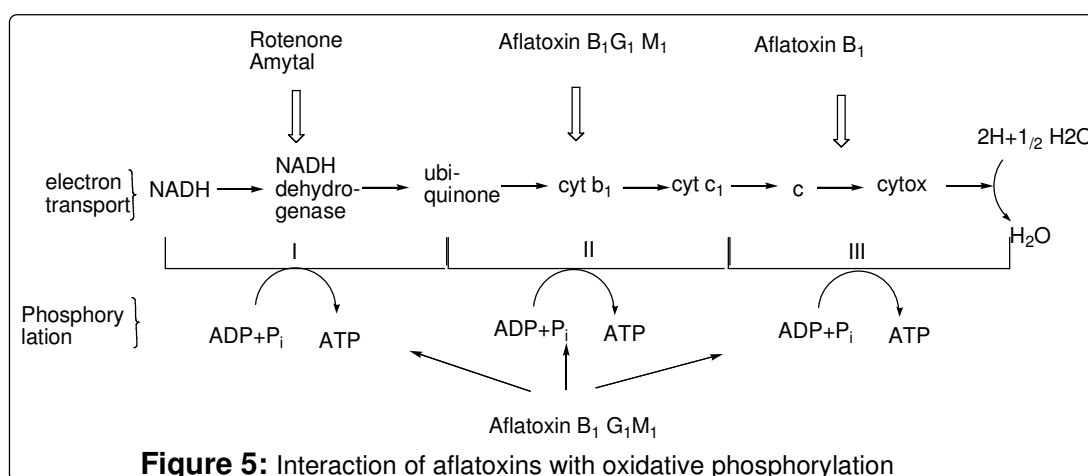 Rotenone
Amytal
Aflatoxin B₁G₁ M₁
Aflatoxin B₁
electron
transport
NADH
NADH
dehydro-
genase
ubi-
quinone
cyt b₁
cyt c₁
c
cytox
2H+1/2 H2O
H₂O
I
II
III
Phosphory
lation
ADP+Pᵢ
ATP
ADP+Pᵢ
ATP
ADP+Pᵢ
ATP
Aflatoxin B₁ G₁M₁
Figure 5: Interaction of aflatoxins with oxidative phosphorylation